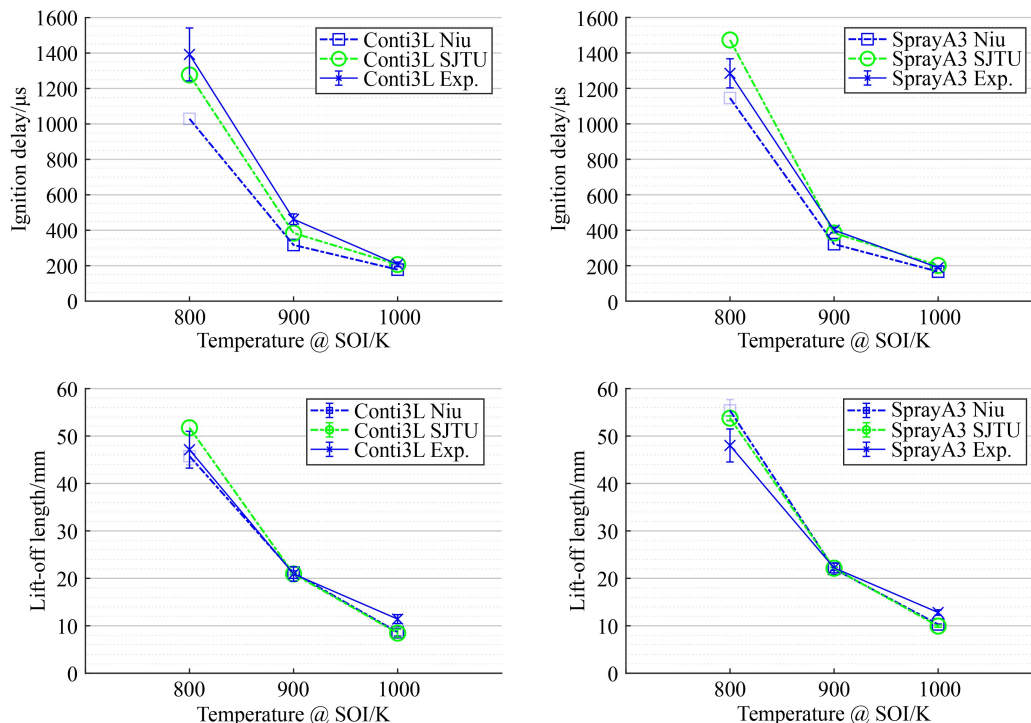 1600
1400
1200
1000
800
600
400
200
0
Ignition delay/μs
800 900 1000
Temperature @ SOI/K
Conti3L Niu
Conti3L SJTU
Conti3L Exp.
1600
1400
1200
1000
800
600
400
200
0
Ignition delay/μs
800 900 1000
Temperature @ SOI/K
SprayA3 Niu
SprayA3 SJTU
SprayA3 Exp.
60
50
40
30
20
10
0
Lift-off length/mm
800 900 1000
Temperature @ SOI/K
Conti3L Niu
Conti3L SJTU
Conti3L Exp.
60
50
40
30
20
10
0
Lift-off length/mm
800 900 1000
Temperature @ SOI/K
SprayA3 Niu
SprayA3 SJTU
SprayA3 Exp.